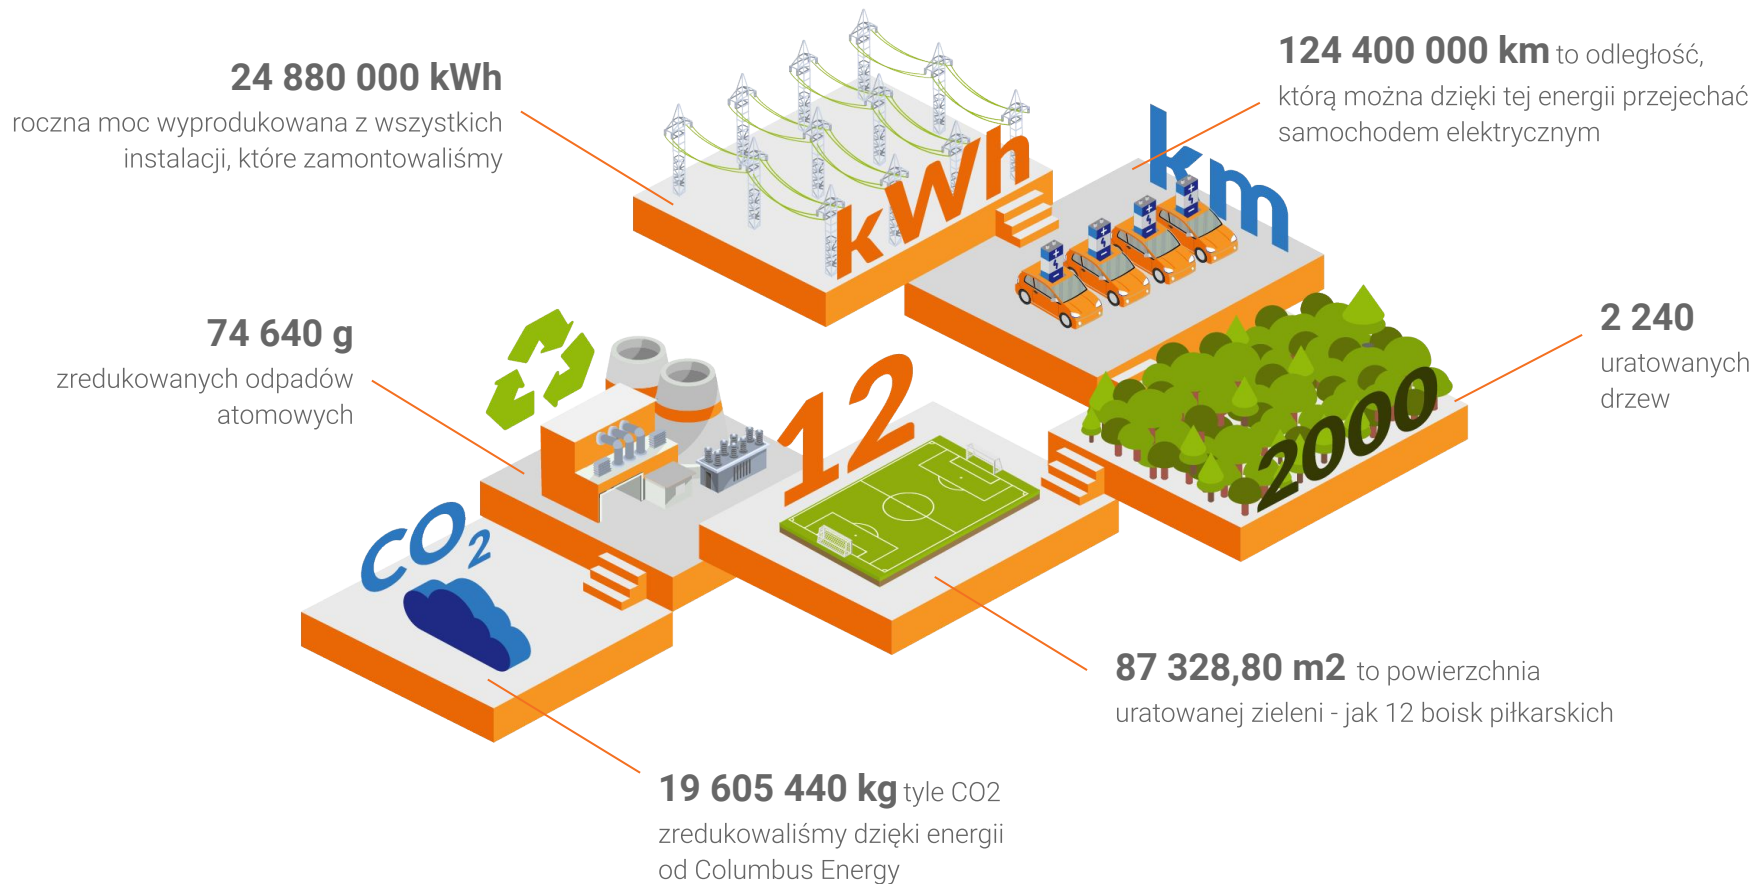 24 880 000 kWh
roczna moc wyprodukowana z wszystkich
instalacji, które zamontowaliśmy
kWh
124 400 000 km to odległość,
którą można dzięki tej energii przejechać
samochodem elektrycznym
km
74 640 g
zredukowanych odpadów
atomowych
12
2 240
uratowanych
drzew
2000
CO2
87 328,80 m2 to powierzchnia
uratowanej zieleni - jak 12 boisk piłkarskich
19 605 440 kg tyle CO2
zredukowaliśmy dzięki energii
od Columbus Energy